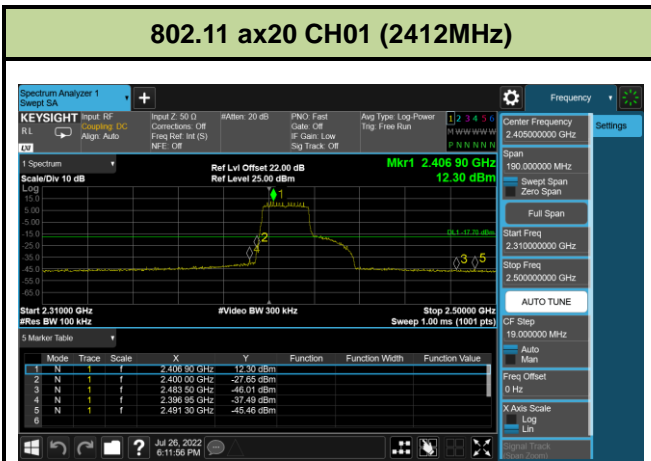 802.11 ax20 CH01 (2412MHz)
Spectrum Analyzer 1
Swept SA
+
Frequency
KEYSIGHT
RL
Input: RF
Coupling: DC
Align: Auto
Input Z: 50 Ω
Corrections: Off
Freq Ref: Int (S)
NFE: Off
#Atten: 20 dB
PNO: Fast
Gate: Off
IF Gain: Low
Sig Track: Off
Avg Type: Log-Power
Trig: Free Run
1 2 3 4 5 6
M W W W W W
P N N N N N
Center Frequency
2.405000000 GHz
Settings
1 Spectrum
Scale/Div 10 dB
Ref Lvl Offset 22.00 dB
Ref Level 25.00 dBm
Mkr1 2.406 90 GHz
12.30 dBm
Span
190.000000 MHz
Swept Span
Zero Span
Full Span
Log
15.0
5.00
-5.00
-15.0
-25.0
-35.0
-45.0
-55.0
-65.0
1
2
4
3
5
DL1 -17.70 dBm
Start Freq
2.310000000 GHz
Stop Freq
2.500000000 GHz
AUTO TUNE
Start 2.31000 GHz
#Res BW 100 kHz
#Video BW 300 kHz
Stop 2.50000 GHz
Sweep 1.00 ms (1001 pts)
CF Step
19.000000 MHz
Auto
Man
5 Marker Table
Mode Trace Scale X Y Function Function Width Function Value
1 N 1 f 2.406 90 GHz 12.30 dBm
2 N 1 f 2.400 00 GHz -27.65 dBm
3 N 1 f 2.483 50 GHz -46.01 dBm
4 N 1 f 2.396 95 GHz -37.49 dBm
5 N 1 f 2.491 30 GHz -45.46 dBm
6
Freq Offset
0 Hz
X Axis Scale
Log
Lin
Signal Track
(Span Zoom)
?
Jul 26, 2022
6:11:56 PM